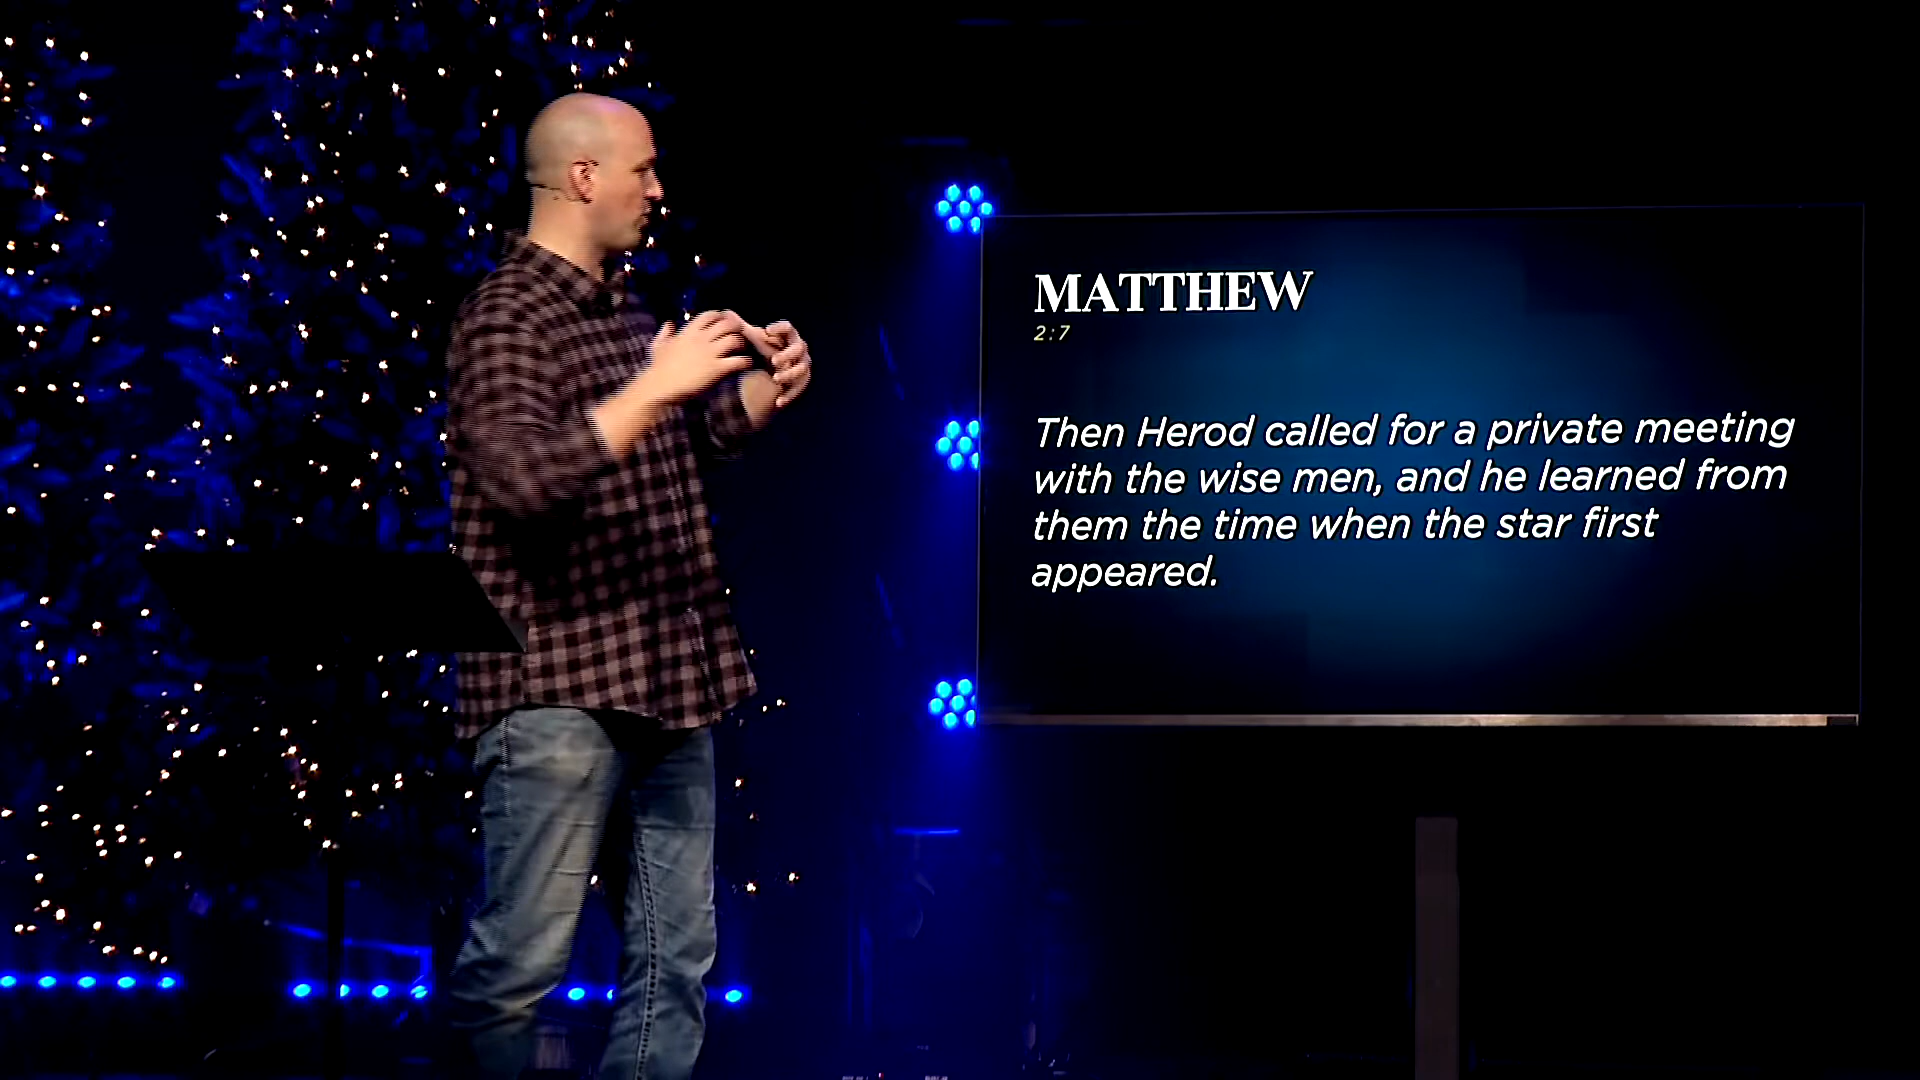 MATTHEW
2:7
Then Herod called for a private meeting
with the wise men, and he learned from
them the time when the star first
appeared.